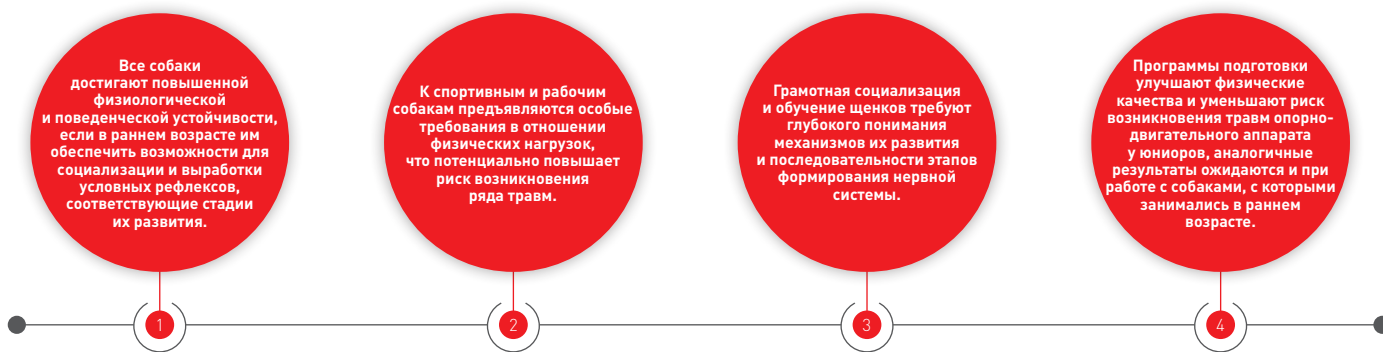 Все собаки
достигают повышенной
физиологической
и поведенческой устойчивости,
если в раннем возрасте им
обеспечить возможности для
социализации и выработки
условных рефлексов,
соответствующие стадии
их развития.
К спортивным и рабочим
собакам предъявляются особые
требования в отношении
физических нагрузок,
что потенциально повышает
риск возникновения
ряда травм.
Грамотная социализация
и обучение щенков требуют
глубокого понимания
механизмов их развития
и последовательности этапов
формирования нервной
системы.
Программы подготовки
улучшают физические
качества и уменьшают риск
возникновения травм опорно-
двигательного аппарата
у юниоров, аналогичные
результаты ожидаются и при
работе с собаками, с которыми
занимались в раннем
возрасте.
1
2
3
4